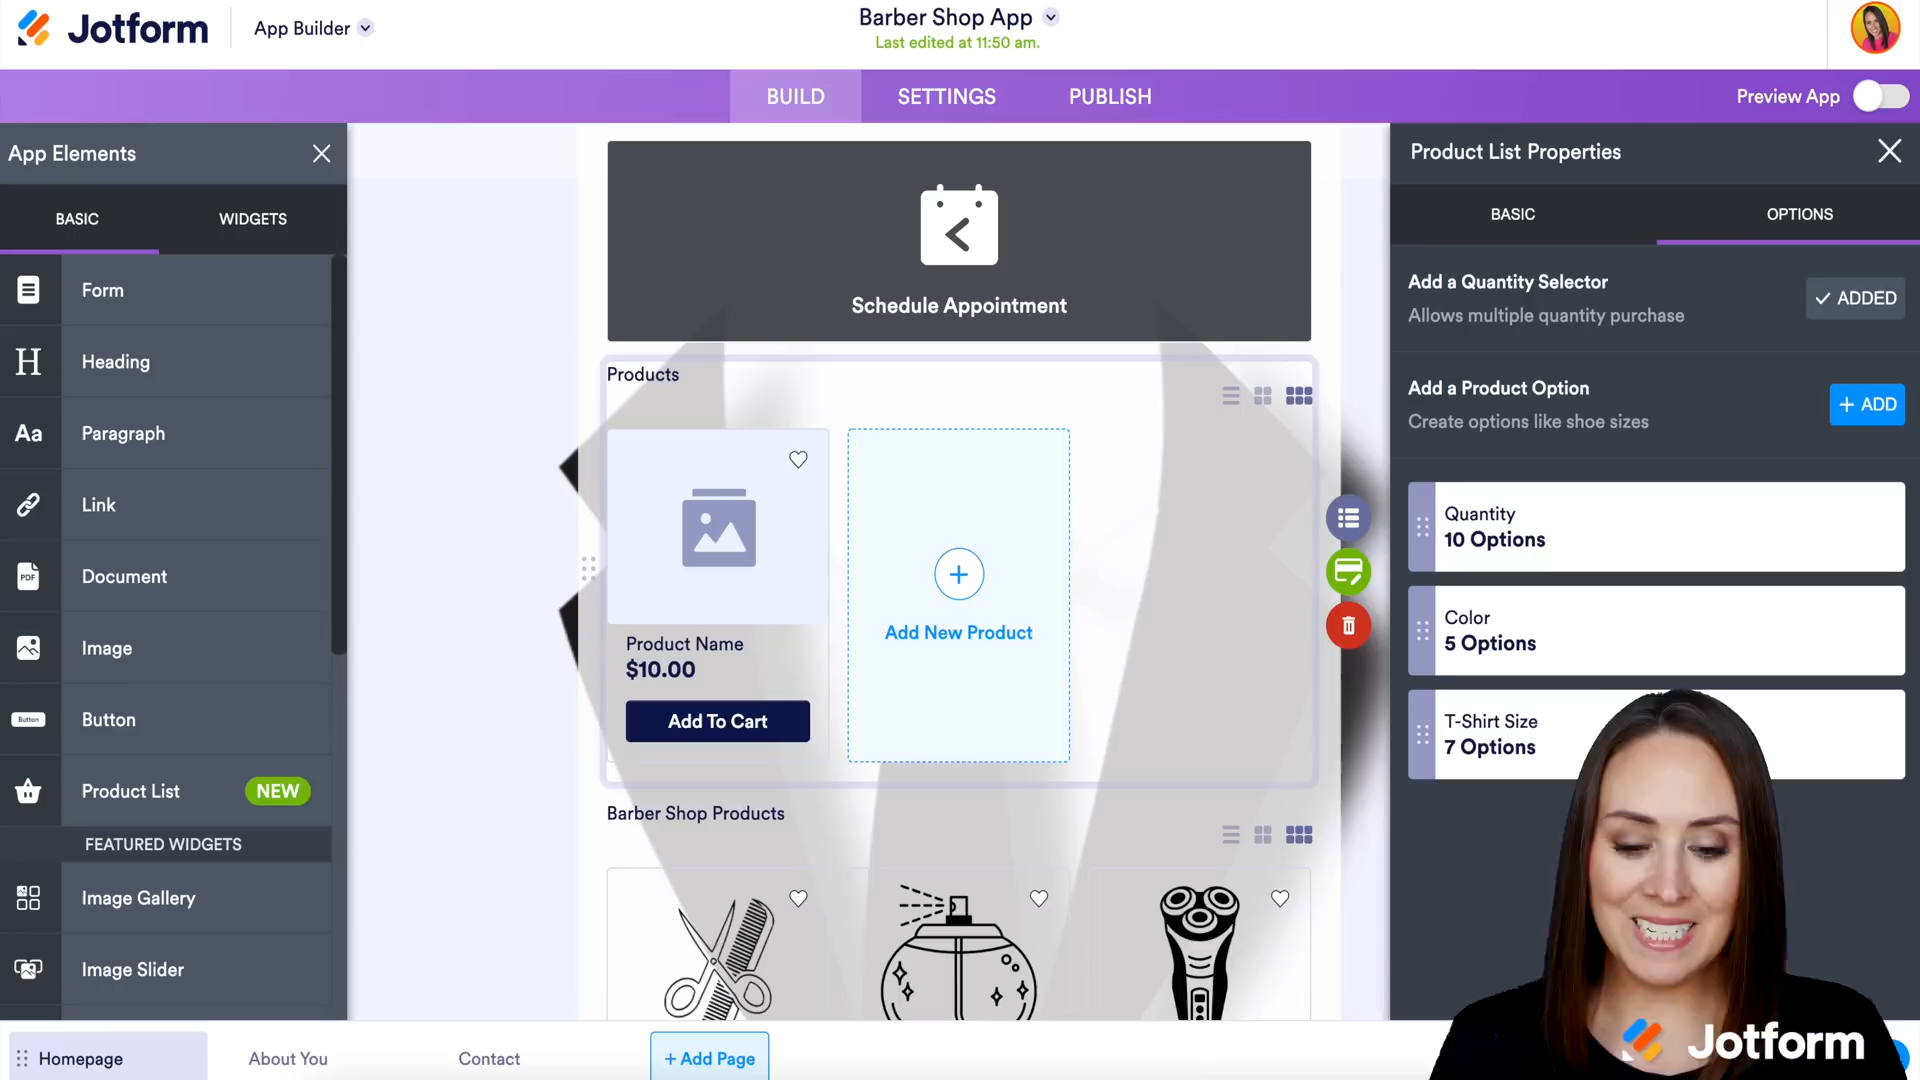 Jotform
App Builder
Barber Shop App
Last edited at 11:50 am.
BUILD
SETTINGS
PUBLISH
Preview App
App Elements
BASIC
WIDGETS
Form
H
Heading
Aa
Paragraph
Link
PDF
Document
Image
Button
Button
Product List
NEW
FEATURED WIDGETS
Image Gallery
Image Slider
Schedule Appointment
Products
Product Name
$10.00
Add To Cart
Add New Product
Barber Shop Products
Product List Properties
BASIC
OPTIONS
Add a Quantity Selector
Allows multiple quantity purchase
ADDED
Add a Product Option
Create options like shoe sizes
+ ADD
Quantity
10 Options
Color
5 Options
T-Shirt Size
7 Options
Homepage
About You
Contact
+ Add Page
Jotform